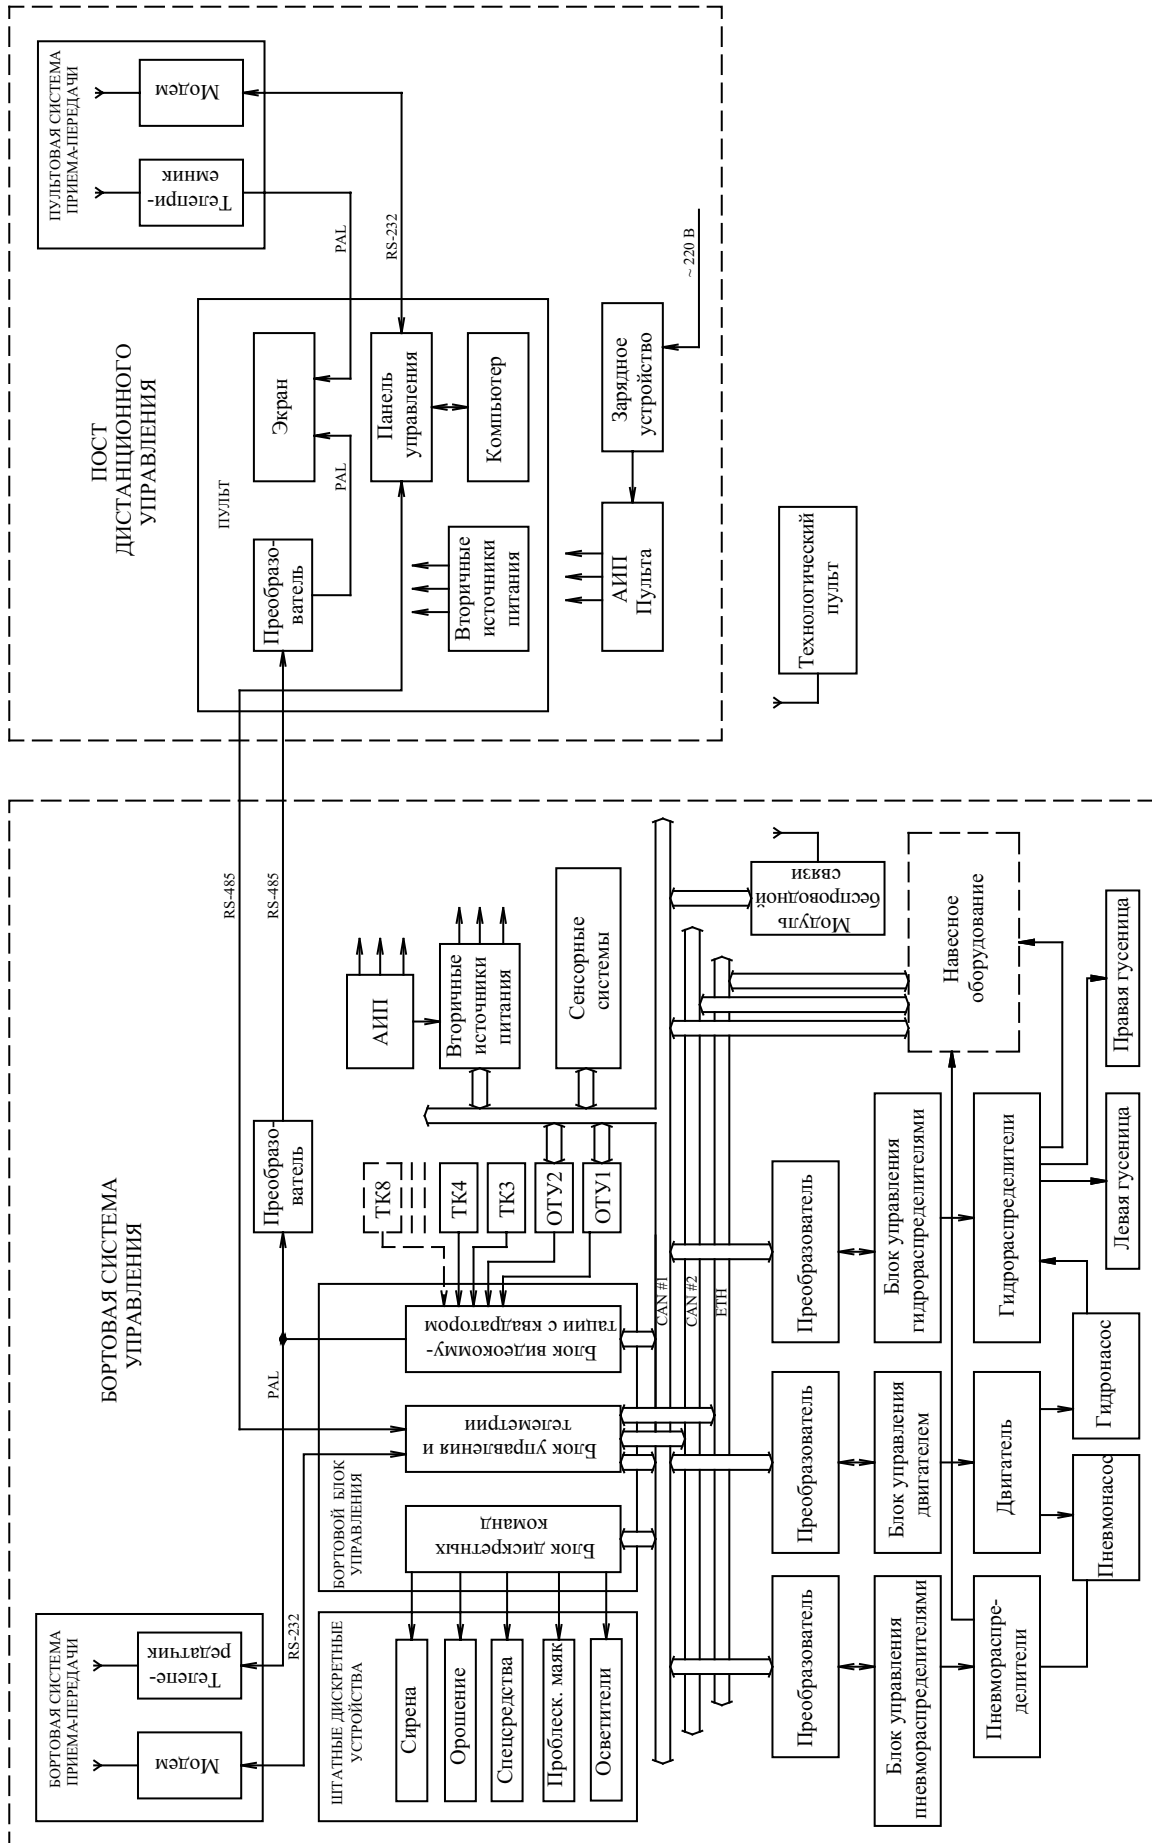 БОРТОВАЯ СИСТЕМА
УПРАВЛЕНИЯ
БОРТОВАЯ СИСТЕМА
ПРИЕМА-ПЕРЕДАЧИ
Модем
Телепе-
редатчик
RS-232
PAL
RS-485
RS-485
Преобразо-
ватель
ШТАТНЫЕ ДИСКРЕТНЫЕ
УСТРОЙСТВА
Сирена
Орошение
Спецсредства
Проблеск. маяк
Осветители
БОРТОВОЙ БЛОК
УПРАВЛЕНИЯ
Блок дискретных
команд
Блок управления и
телеметрии
Блок видеокомму-
тации с квадратором
ТК8
ТК4
ТК3
ОТУ2
ОТУ1
АИП
Вторичные
источники
питания
Сенсорные
системы
CAN #1
CAN #2
ETH
Модуль
беспроводной
связи
Преобразователь
Преобразователь
Преобразователь
Блок управления
пневмораспределителями
Блок управления
двигателем
Блок управления
гидрораспределителями
Навесное
оборудование
Пневмораспре-
делители
Двигатель
Гидрораспределители
Пневмонасос
Гидронасос
Левая гусеница
Правая гусеница
ПОСТ
ДИСТАНЦИОННОГО
УПРАВЛЕНИЯ
ПУЛЬТОВАЯ СИСТЕМА
ПРИЕМА-ПЕРЕДАЧИ
Телепри-
емник
Модем
PAL
RS-232
ПУЛЬТ
Преобразо-
ватель
Экран
PAL
Панель
управления
Компьютер
Вторичные
источники
питания
АИП
Пульта
Зарядное
устройство
~ 220 В
Технологический
пульт